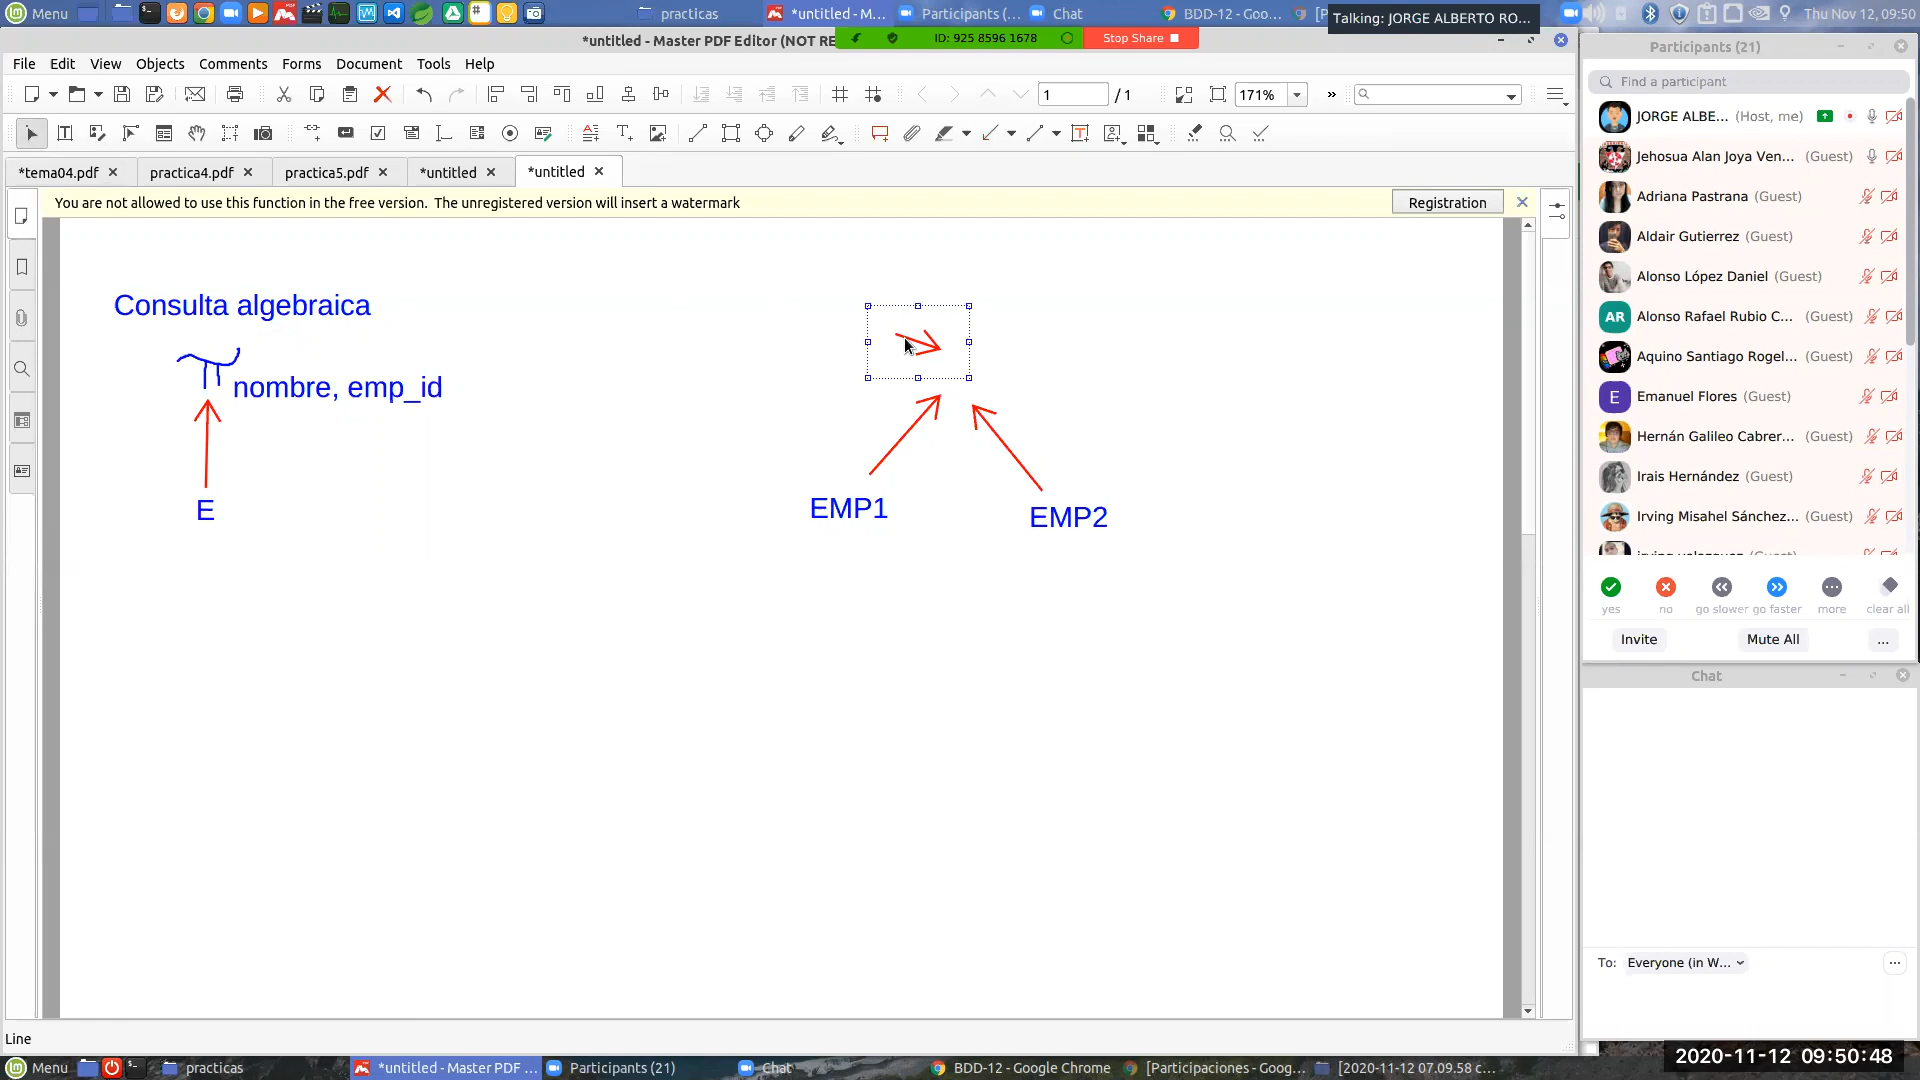 Menu
practicas
*untitled - M...
Participants (...
Chat
BDD-12 - Goo...
Talking: JORGE ALBERTO RO...
Thu Nov 12, 09:50
*untitled - Master PDF Editor (NOT RE
ID: 925 8596 1678
Stop Share
File Edit View Objects Comments Forms Document Tools Help
1 / 1
171%
*tema04.pdf
practica4.pdf
practica5.pdf
*untitled
*untitled
You are not allowed to use this function in the free version. The unregistered version will insert a watermark
Registration
Consulta algebraica
π nombre, emp_id
E
EMP1
EMP2
Line
Participants (21)
Find a participant
JORGE ALBE... (Host, me)
Jehosua Alan Joya Ven... (Guest)
Adriana Pastrana (Guest)
Aldair Gutierrez (Guest)
Alonso López Daniel (Guest)
AR Alonso Rafael Rubio C... (Guest)
Aquino Santiago Rogel... (Guest)
E Emanuel Flores (Guest)
Hernán Galileo Cabrer... (Guest)
Irais Hernández (Guest)
Irving Misahel Sánchez... (Guest)
yes no go slower go faster more clear all
Invite Mute All ...
Chat
To: Everyone (in W...
Menu
practicas
*untitled - Master PDF ...
Participants (21)
Chat
BDD-12 - Google Chrome
[Participaciones - Goog...
[2020-11-12 07.09.58 c...
2020-11-12 09:50:48